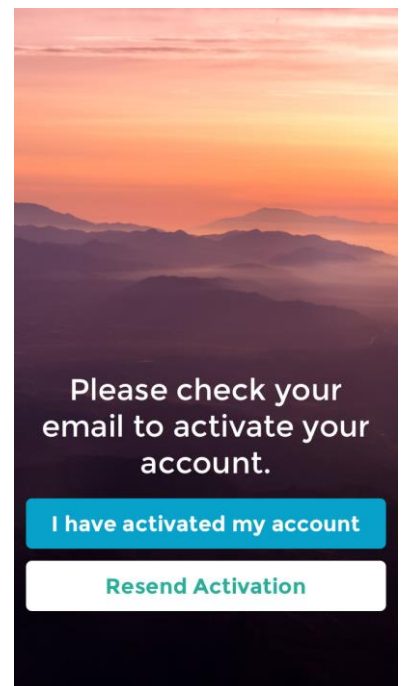 Please check your
email to activate your
account.
I have activated my account
Resend Activation